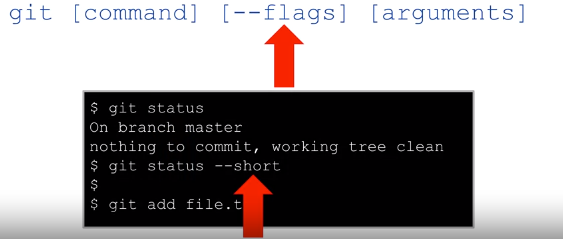 git [command] [--flags] [arguments]
$ git status
On branch master
nothing to commit, working tree clean
$ git status --short
$
$ git add file.t